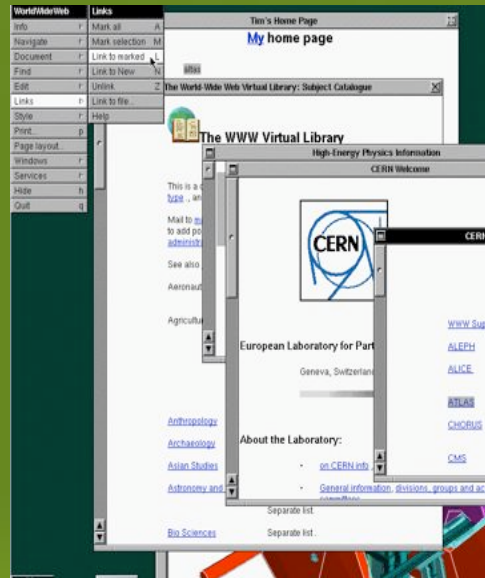 WorldWideWeb
Info
Navigate
Document
Find
Edit
Links
Style
Print...
Page layout...
Windows
Services
Hide
Quit
Links
Mark all A
Mark selection M
Link to marked L
Link to New N
Unlink Z
Link to file...
Help
Tim's Home Page
My home page
atlas
The World-Wide Web Virtual Library: Subject Catalogue
The WWW Virtual Library
This is a
type ., an
Mail to
to add po
administr
See also
Aeronaut
Agricultu
Anthropology
Archaeology
Asian Studies
Astronomy and
Separate list.
Bio Sciences Separate list.
High-Energy Physics Information
CERN Welcome
CERN
European Laboratory for Part
Geneva, Switzerlan
About the Laboratory:
on CERN info
General information, divisions, groups and ac
CERN
WWW Sup
ALEPH
ALICE
ATLAS
CHORUS
CMS